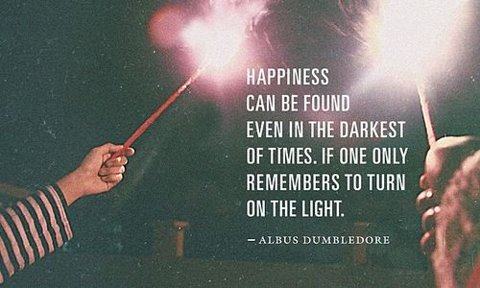 HAPPINESS
CAN BE FOUND
EVEN IN THE DARKEST
OF TIMES. IF ONE ONLY
REMEMBERS TO TURN
ON THE LIGHT.
– ALBUS DUMBLEDORE